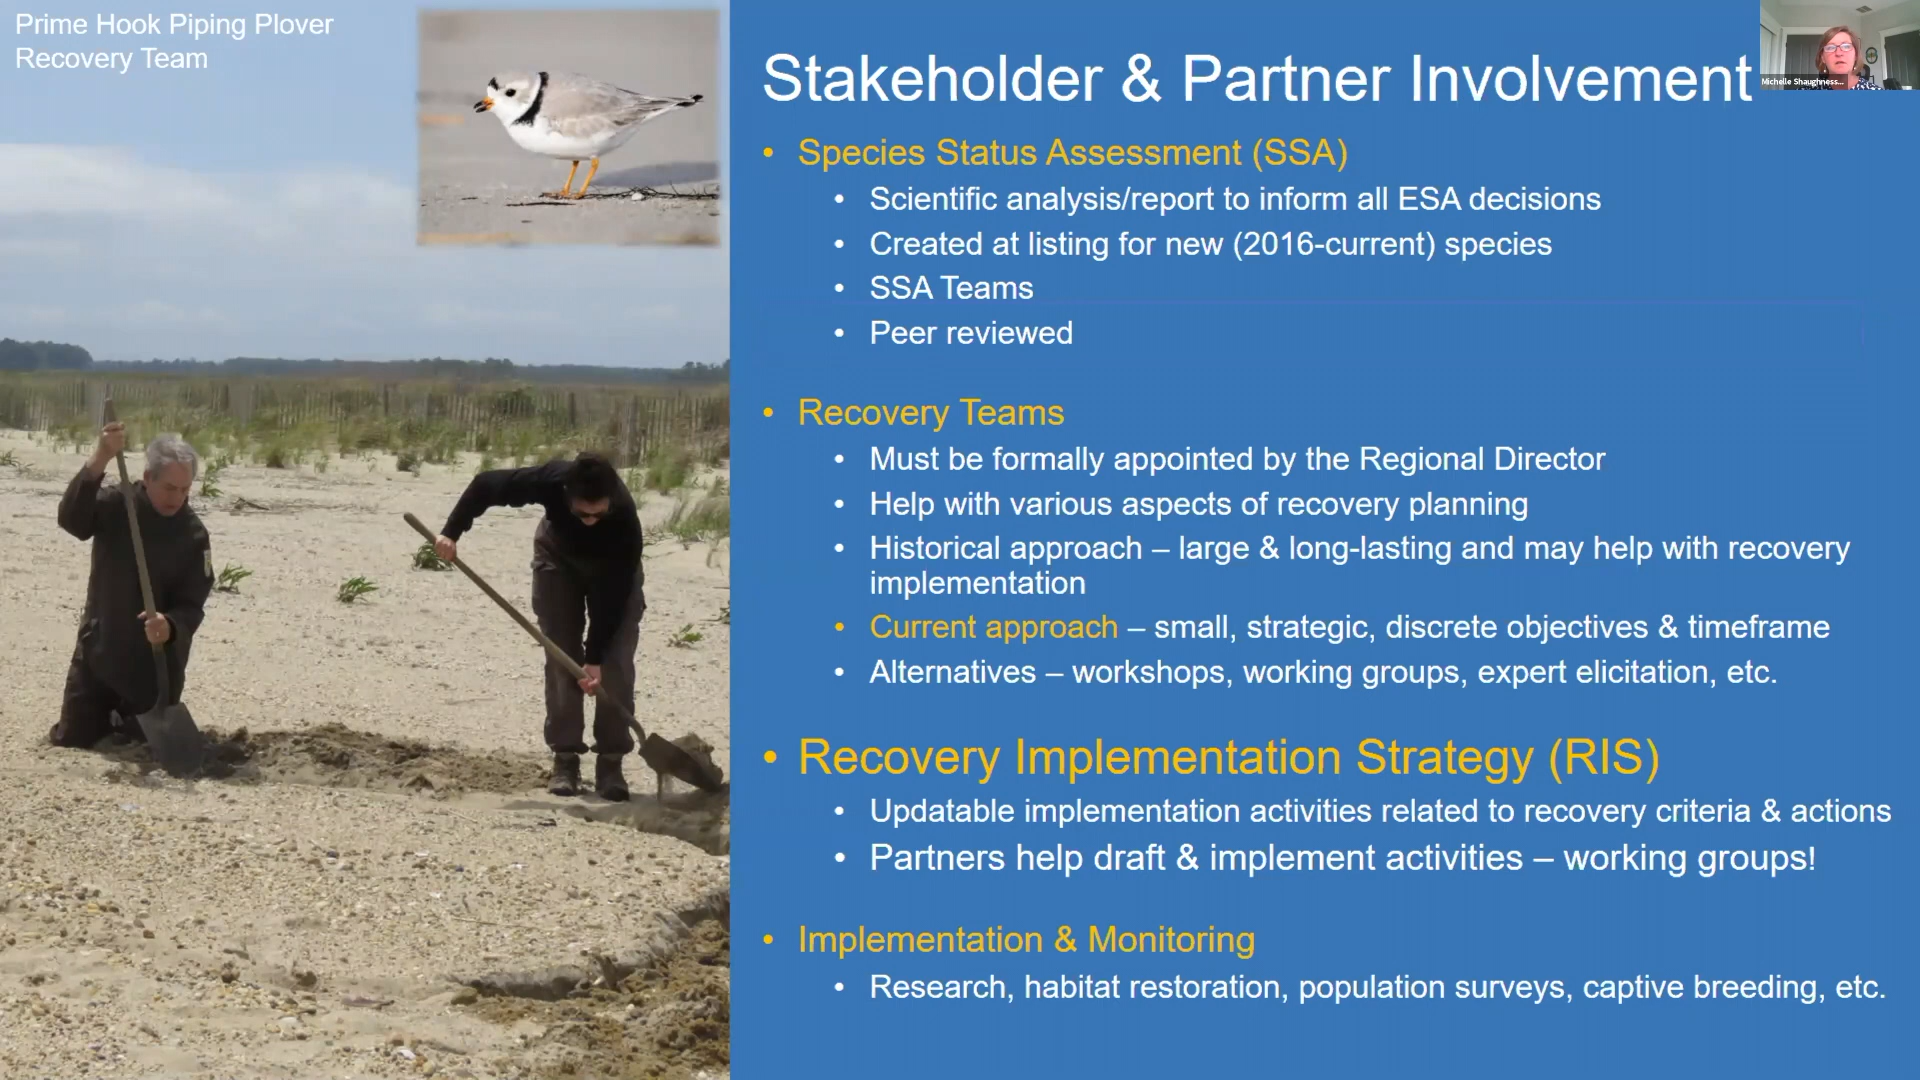 Prime Hook Piping Plover
Recovery Team
Stakeholder & Partner Involvement
Michelle Shaughness...
• Species Status Assessment (SSA)
• Scientific analysis/report to inform all ESA decisions
• Created at listing for new (2016-current) species
• SSA Teams
• Peer reviewed
• Recovery Teams
• Must be formally appointed by the Regional Director
• Help with various aspects of recovery planning
• Historical approach – large & long-lasting and may help with recovery
implementation
• Current approach – small, strategic, discrete objectives & timeframe
• Alternatives – workshops, working groups, expert elicitation, etc.
• Recovery Implementation Strategy (RIS)
• Updatable implementation activities related to recovery criteria & actions
• Partners help draft & implement activities – working groups!
• Implementation & Monitoring
• Research, habitat restoration, population surveys, captive breeding, etc.